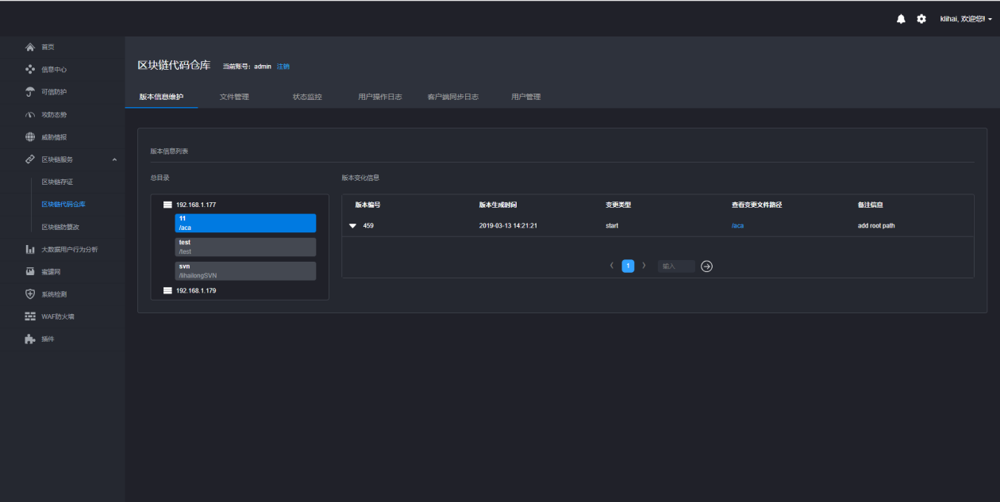 klihai, 欢迎您!
首页
信息中心
可信防护
攻防态势
威胁情报
区块链服务
区块链存证
区块链代码仓库
区块链防篡改
大数据用户行为分析
蜜罐网
系统检测
WAF防火墙
插件
区块链代码仓库 当前账号：admin 注销
版本信息维护 文件管理 状态监控 用户操作日志 客户端同步日志 用户管理
版本信息列表
总目录
192.168.1.177
11
/aca
test
/test
svn
/lihailongSVN
192.168.1.179
版本变化信息
版本编号 版本生成时间 变更类型 查看变更文件路径 备注信息
459 2019-03-13 14:21:21 start /aca add root path
1 输入